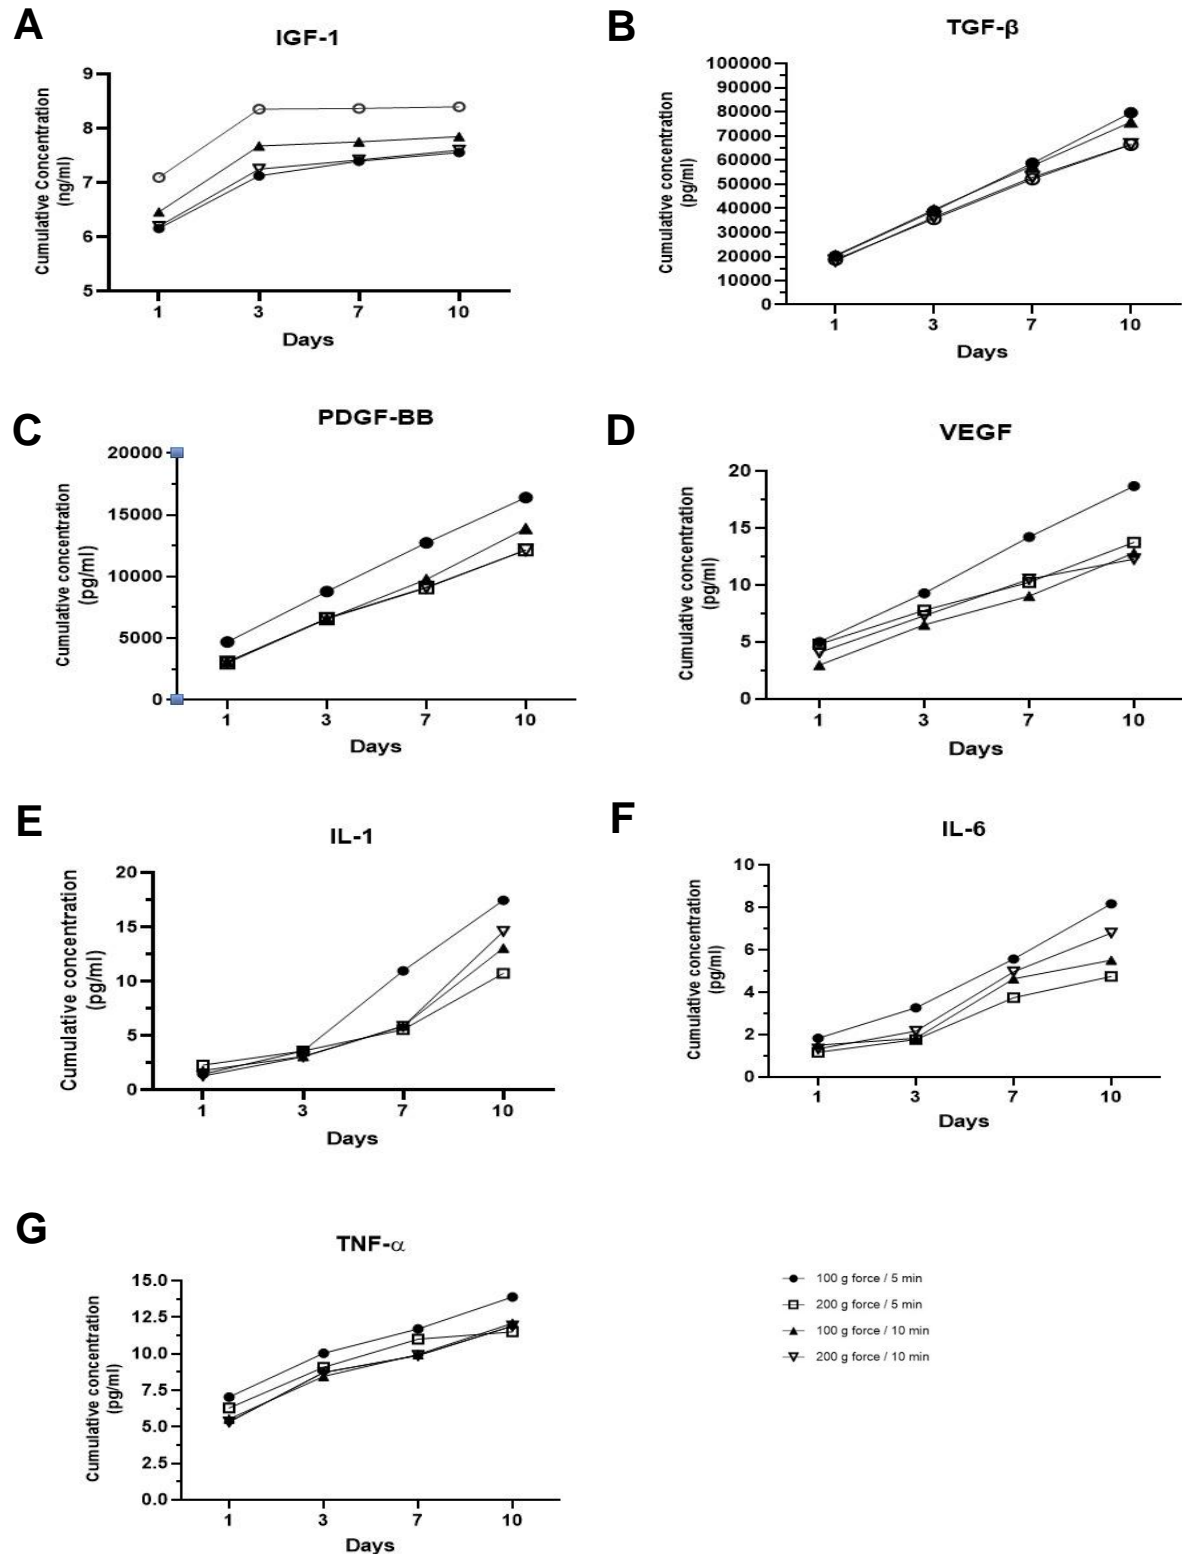 A
IGF-1
Cumulative Concentration
(ng/ml)
9
8
7
6
5
1 3 7 10
Days
B
TGF-β
Cumulative concentration
(pg/ml)
100000
90000
80000
70000
60000
50000
40000
30000
20000
10000
0
1 3 7 10
Days
C
PDGF-BB
Cumulative concentration
(pg/ml)
20000
15000
10000
5000
0
1 3 7 10
Days
D
VEGF
Cumulative concentration
(pg/ml)
20
15
10
5
0
1 3 7 10
Days
E
IL-1
Cumulative concentration
(pg/ml)
20
15
10
5
0
1 3 7 10
Days
F
IL-6
Cumulative concentration
(pg/ml)
10
8
6
4
2
0
1 3 7 10
Days
G
TNF-α
Cumulative concentration
(pg/ml)
15.0
12.5
10.0
7.5
5.0
2.5
0.0
1 3 7 10
Days
100 g force / 5 min
200 g force / 5 min
100 g force / 10 min
200 g force / 10 min